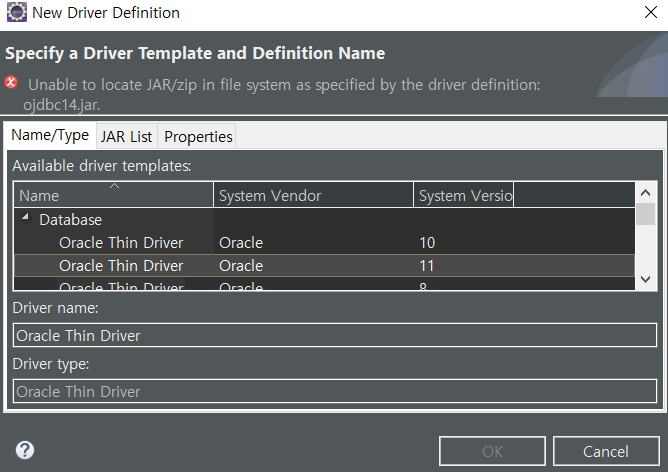 New Driver Definition
Specify a Driver Template and Definition Name
Unable to locate JAR/zip in file system as specified by the driver definition:
ojdbc14.jar.
Name/Type JAR List Properties
Available driver templates:
Name System Vendor System Versio
Database
Oracle Thin Driver Oracle 10
Oracle Thin Driver Oracle 11
Oracle Thin Driver Oracle 8
Driver name:
Oracle Thin Driver
Driver type:
Oracle Thin Driver
OK Cancel